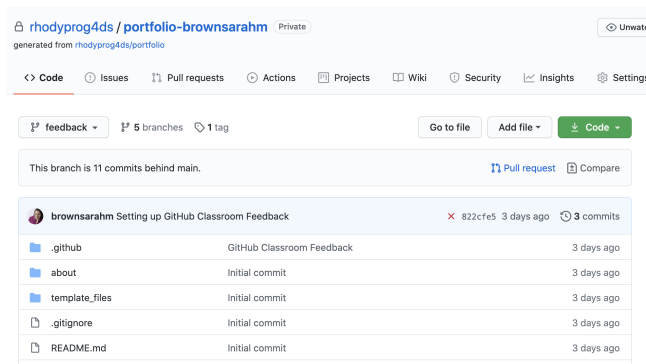 rhodyprog4ds / portfolio-brownsarahm Private
Unwatc
generated from rhodyprog4ds/portfolio
<> Code Issues Pull requests Actions Projects Wiki Security Insights Settings
feedback 5 branches 1 tag Go to file Add file Code
This branch is 11 commits behind main. Pull request Compare
brownsarahm Setting up GitHub Classroom Feedback 822cfe5 3 days ago 3 commits
.github GitHub Classroom Feedback 3 days ago
about Initial commit 3 days ago
template_files Initial commit 3 days ago
.gitignore Initial commit 3 days ago
README.md Initial commit 3 days ago